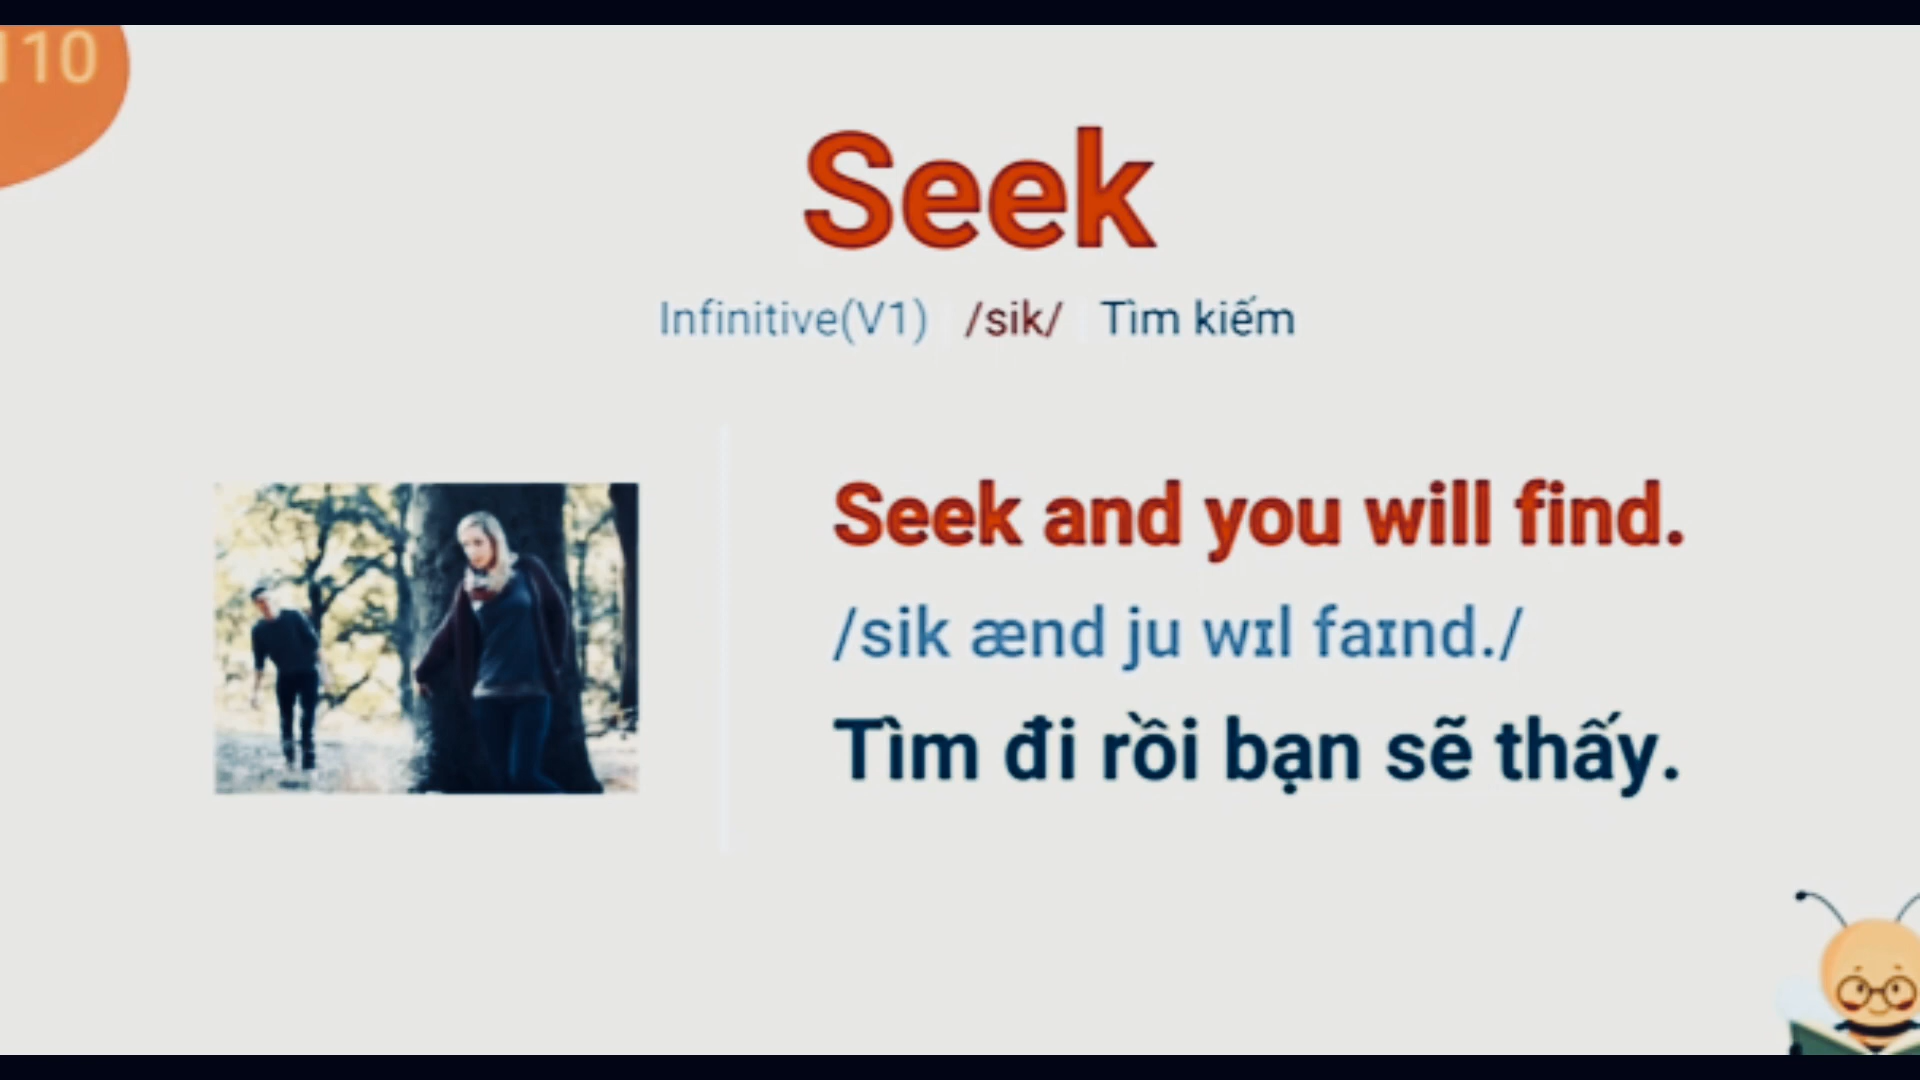 110
Seek
Infinitive(V1) /sik/ Tìm kiếm
Seek and you will find.
/sik ænd ju wɪl faɪnd./
Tìm đi rồi bạn sẽ thấy.